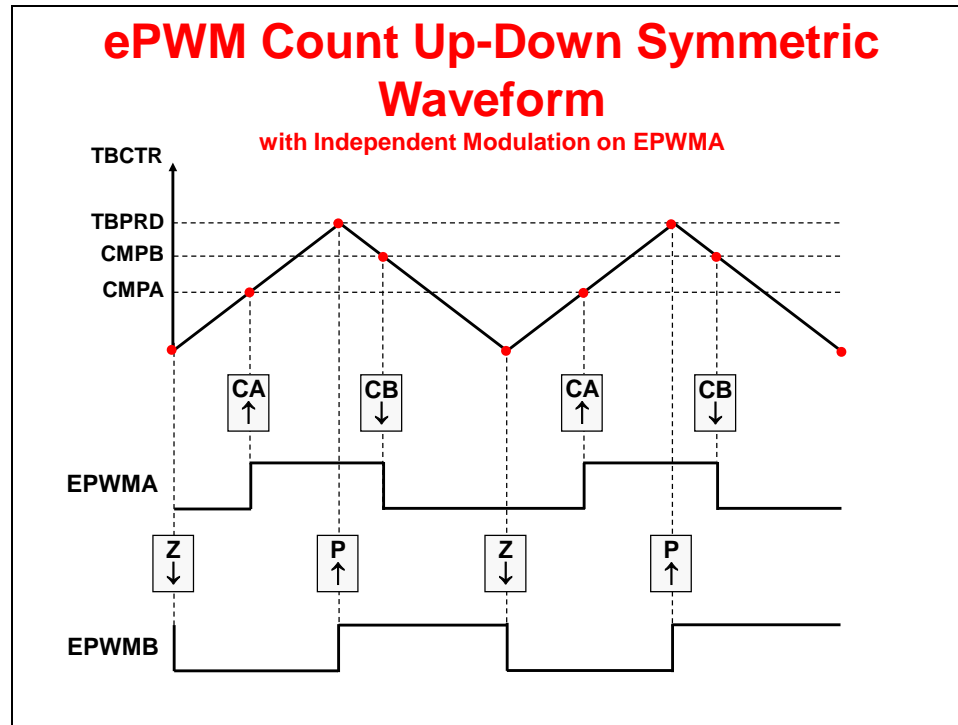 ePWM Count Up-Down Symmetric
Waveform
with Independent Modulation on EPWMA
TBCTR
TBPRD
CMPB
CMPA
CA
↑
CB
↓
CA
↑
CB
↓
EPWMA
Z
↓
P
↑
Z
↓
P
↑
EPWMB